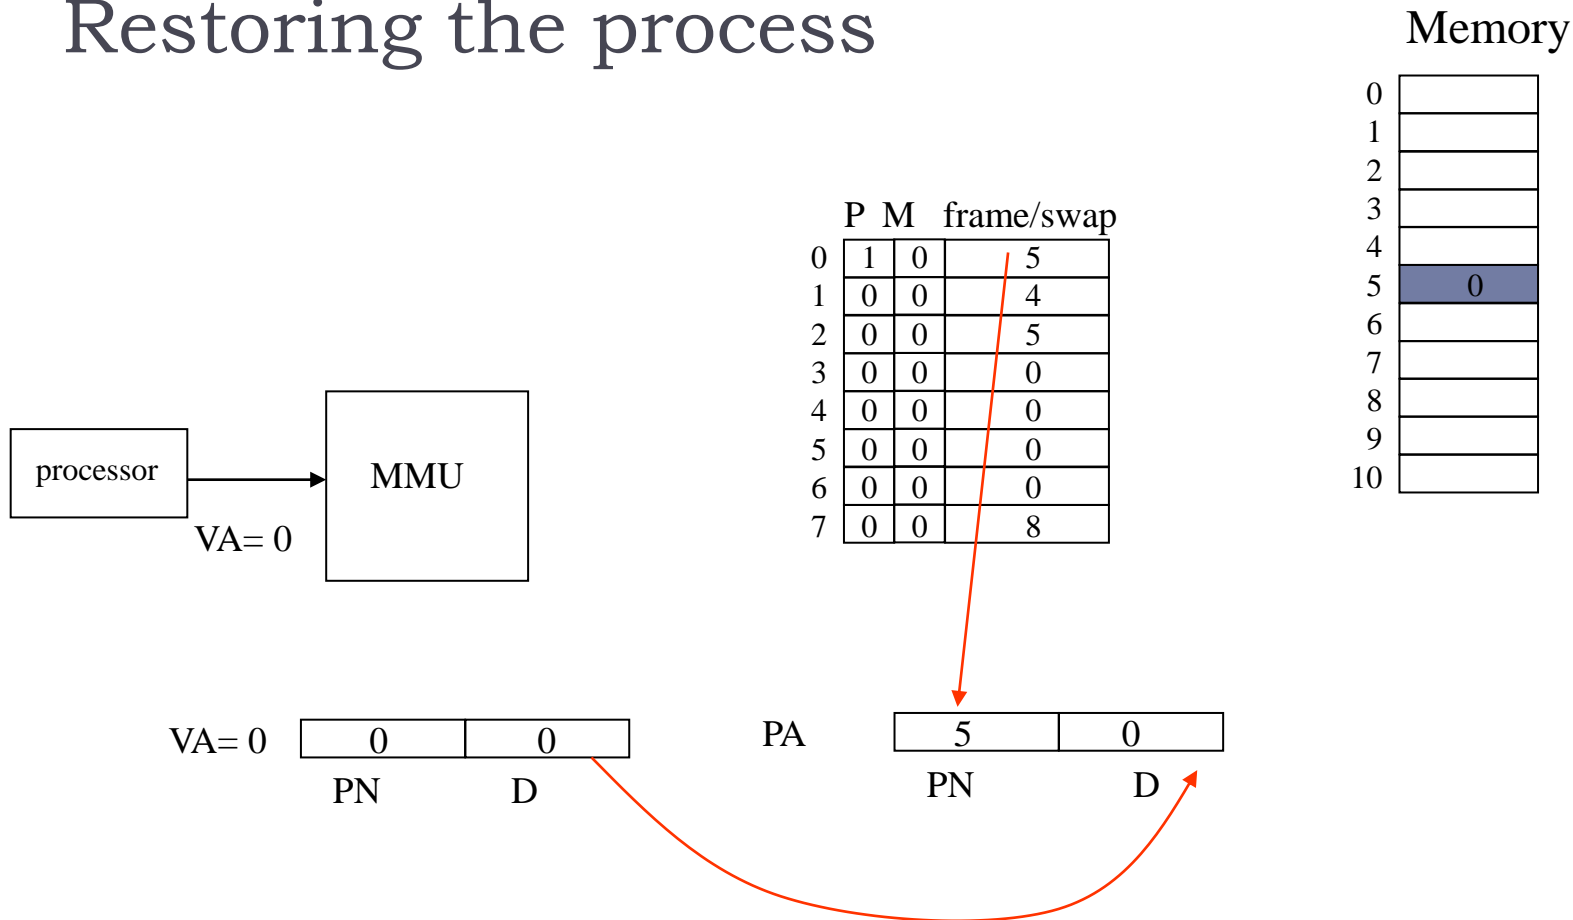 Restoring the process
Memory
0
1
2
3
4
5 0
6
7
8
9
10
P M frame/swap
0 1 0 5
1 0 0 4
2 0 0 5
3 0 0 0
4 0 0 0
5 0 0 0
6 0 0 0
7 0 0 8
processor
MMU
VA= 0
VA= 0 0 0
PN D
PA 5 0
PN D